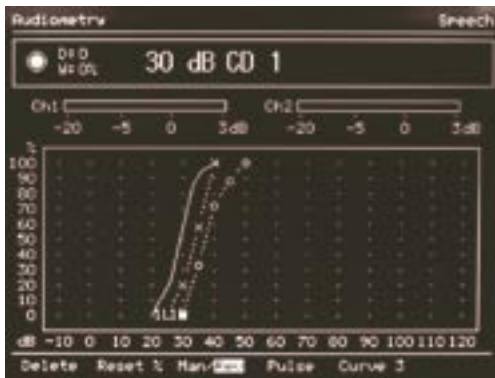 Audiometry Speech
D= 0
W= 0%
30 dB CD 1
Ch1 Ch2
-20 -5 0 3dB -20 -5 0 3dB
%
100
90
80
70
60
50
40
30
20
10
0
dB -10 0 10 20 30 40 50 60 70 80 90 100 110 120
Delete Reset % Man/ Pulse Curve 3